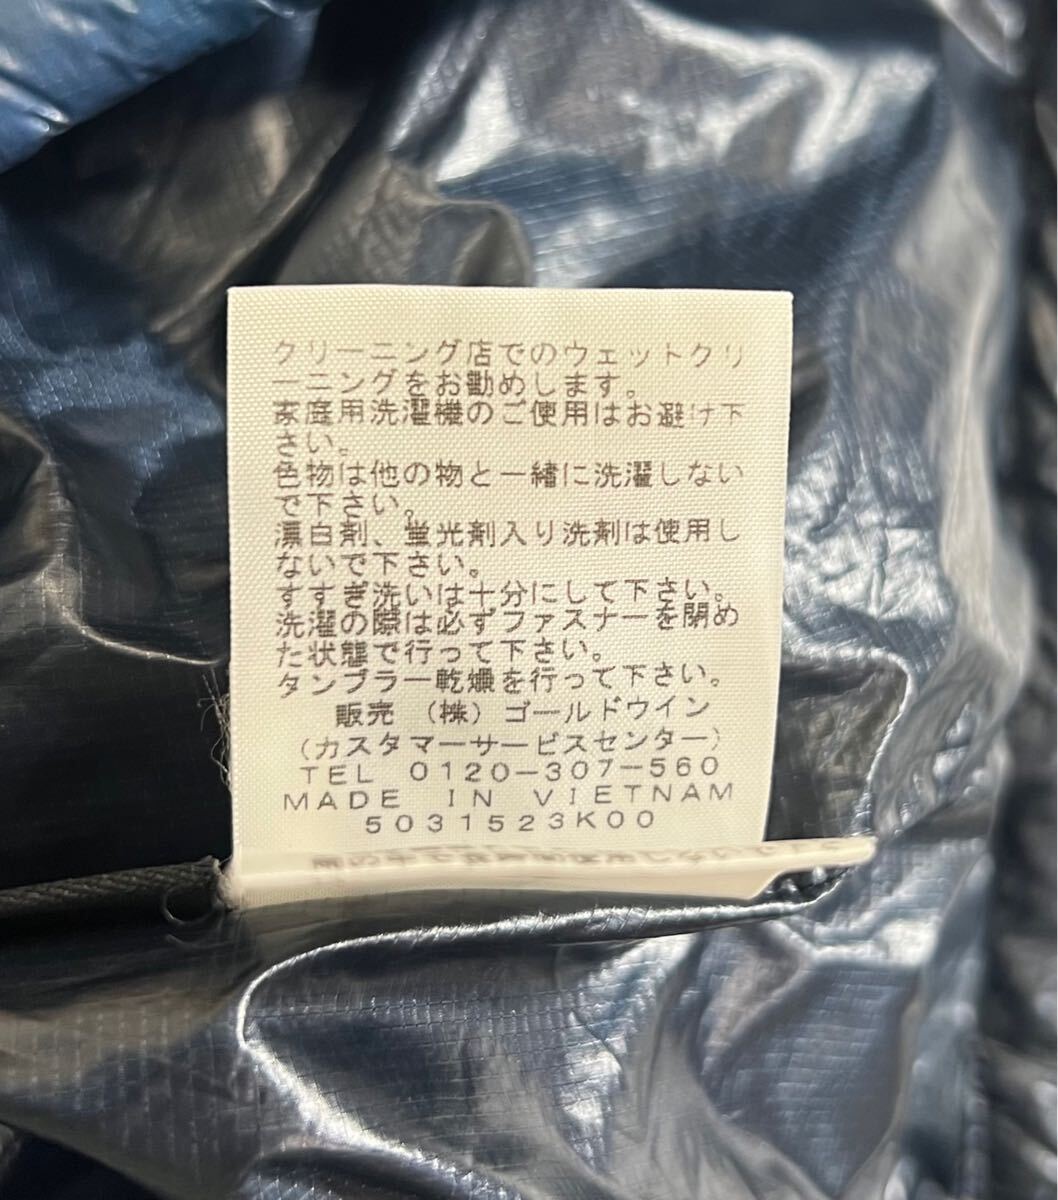 クリーニング店でのウェットクリ
ーニングをお勧めします。
家庭用洗濯機のご使用はお避け下
さい。
色物は他の物と一緒に洗濯しない
で下さい。
漂白剤、蛍光剤入り洗剤は使用し
ないで下さい。
すすぎ洗いは十分にして下さい。
洗濯の際は必ずファスナーを閉め
た状態で行って下さい。
タンブラー乾燥を行って下さい。
販売 (株) ゴールドウイン
(カスタマーサービスセンター)
TEL 0120-307-560
MADE IN VIETNAM
5031523K00